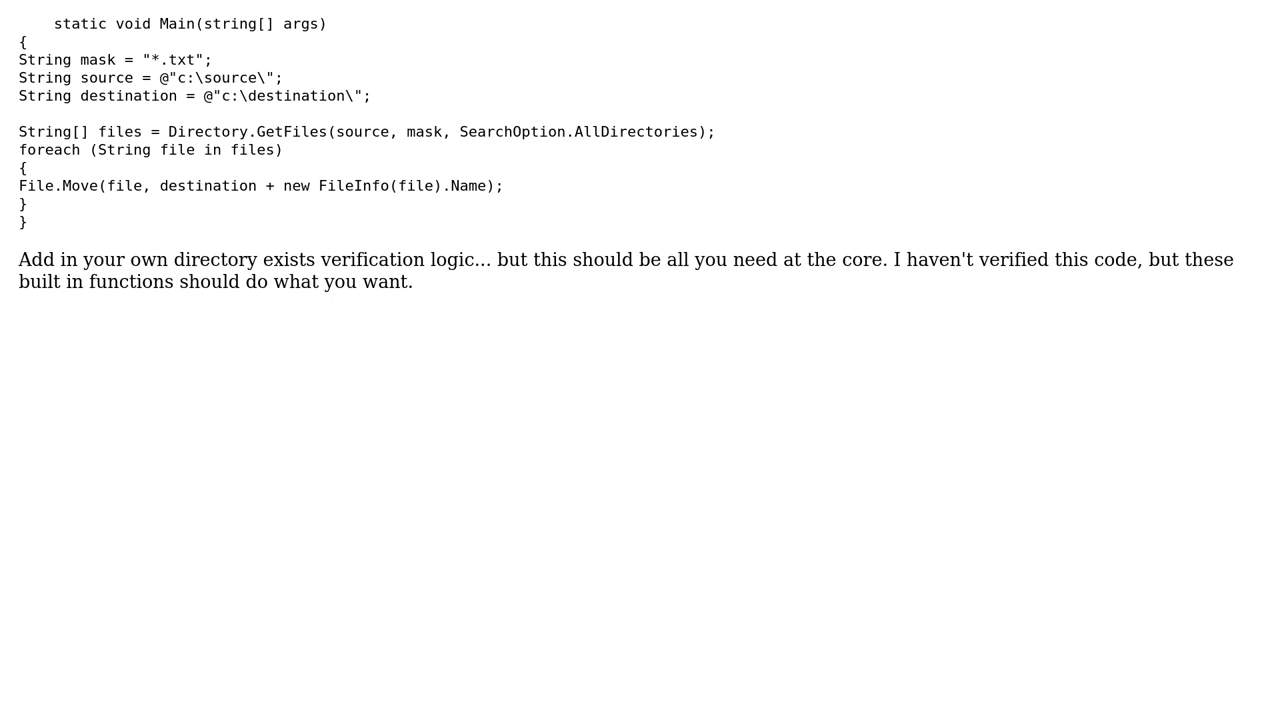 static void Main(string[] args)
{
String mask = "*.txt";
String source = @"c:\source\";
String destination = @"c:\destination\";

String[] files = Directory.GetFiles(source, mask, SearchOption.AllDirectories);
foreach (String file in files)
{
File.Move(file, destination + new FileInfo(file).Name);
}
}

Add in your own directory exists verification logic... but this should be all you need at the core. I haven't verified this code, but these
built in functions should do what you want.